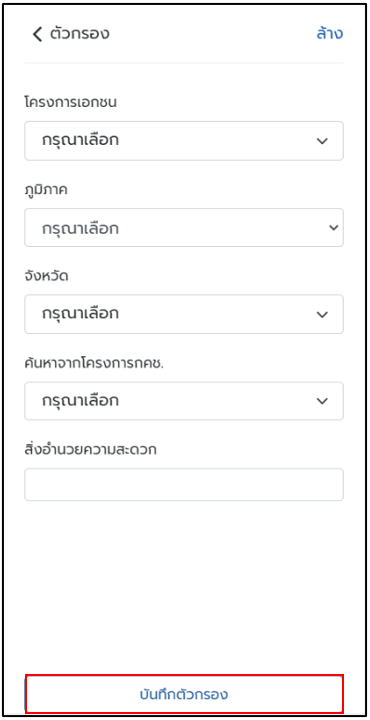 ตัวกรอง ล้าง
โครงการเอกชน
กรุณาเลือก
ภูมิภาค
กรุณาเลือก
จังหวัด
กรุณาเลือก
ค้นหาจากโครงการกคช.
กรุณาเลือก
สิ่งอำนวยความสะดวก
บันทึกตัวกรอง